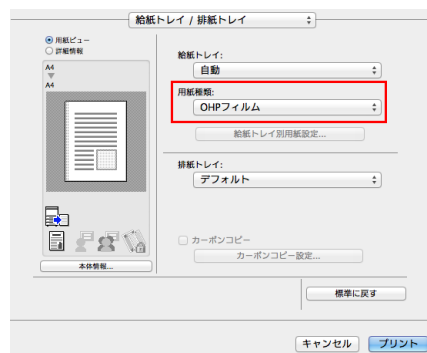 給紙トレイ / 排紙トレイ
用紙ビュー
詳細情報
A4
A4
本体情報...
給紙トレイ:
自動
用紙種類:
OHPフィルム
給紙トレイ別用紙設定...
排紙トレイ:
デフォルト
カーボンコピー
カーボンコピー設定...
標準に戻す
キャンセル
プリント